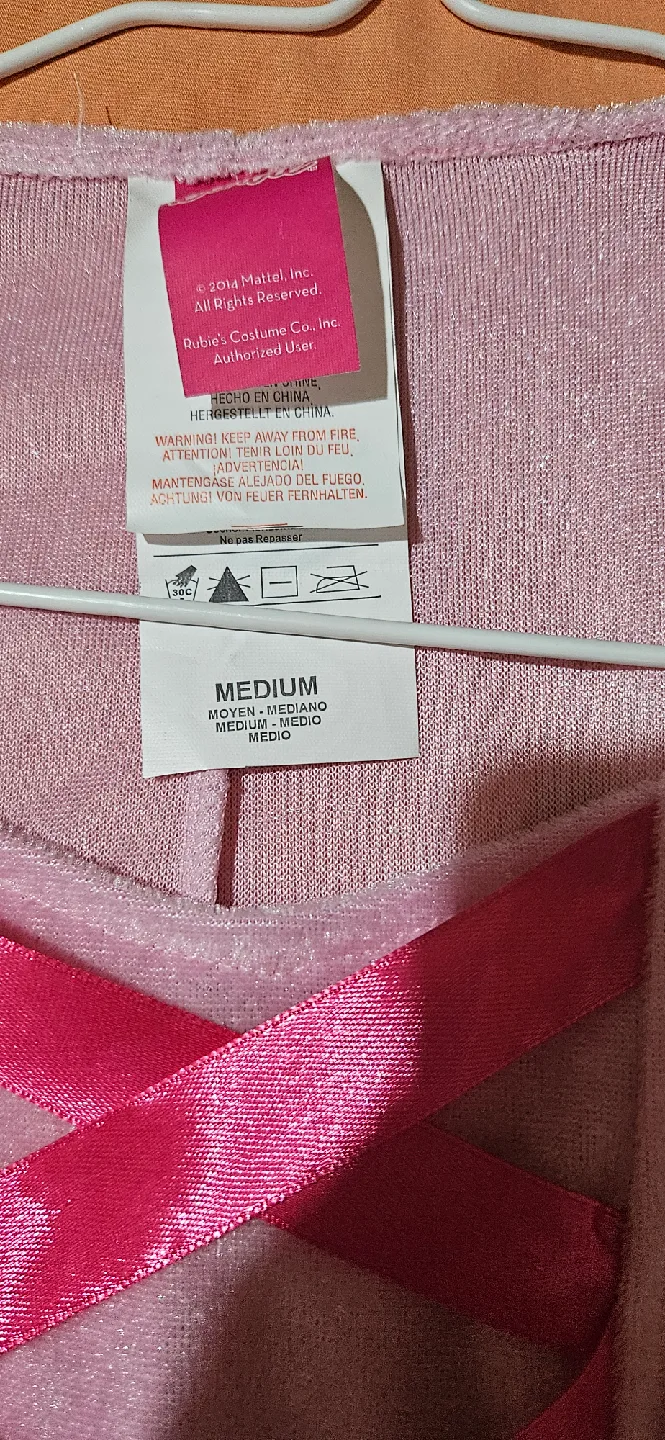 © 2014 Mattel, Inc.
All Rights Reserved.
Rubie's Costume Co., Inc.
Authorized User
EN CHINE,
HECHO EN CHINA,
HERGESTELLT EN CHINA.
WARNING! KEEP AWAY FROM FIRE,
ATTENTION! TENIR LOIN DU FEU,
¡ADVERTENCIA!
MANTENGASE ALEJADO DEL FUEGO,
ACHTUNG! VON FEUER FERNHALTEN.
Ne pas Repasser
30C
MEDIUM
MOYEN - MEDIANO
MEDIUM - MEDIO
MEDIO